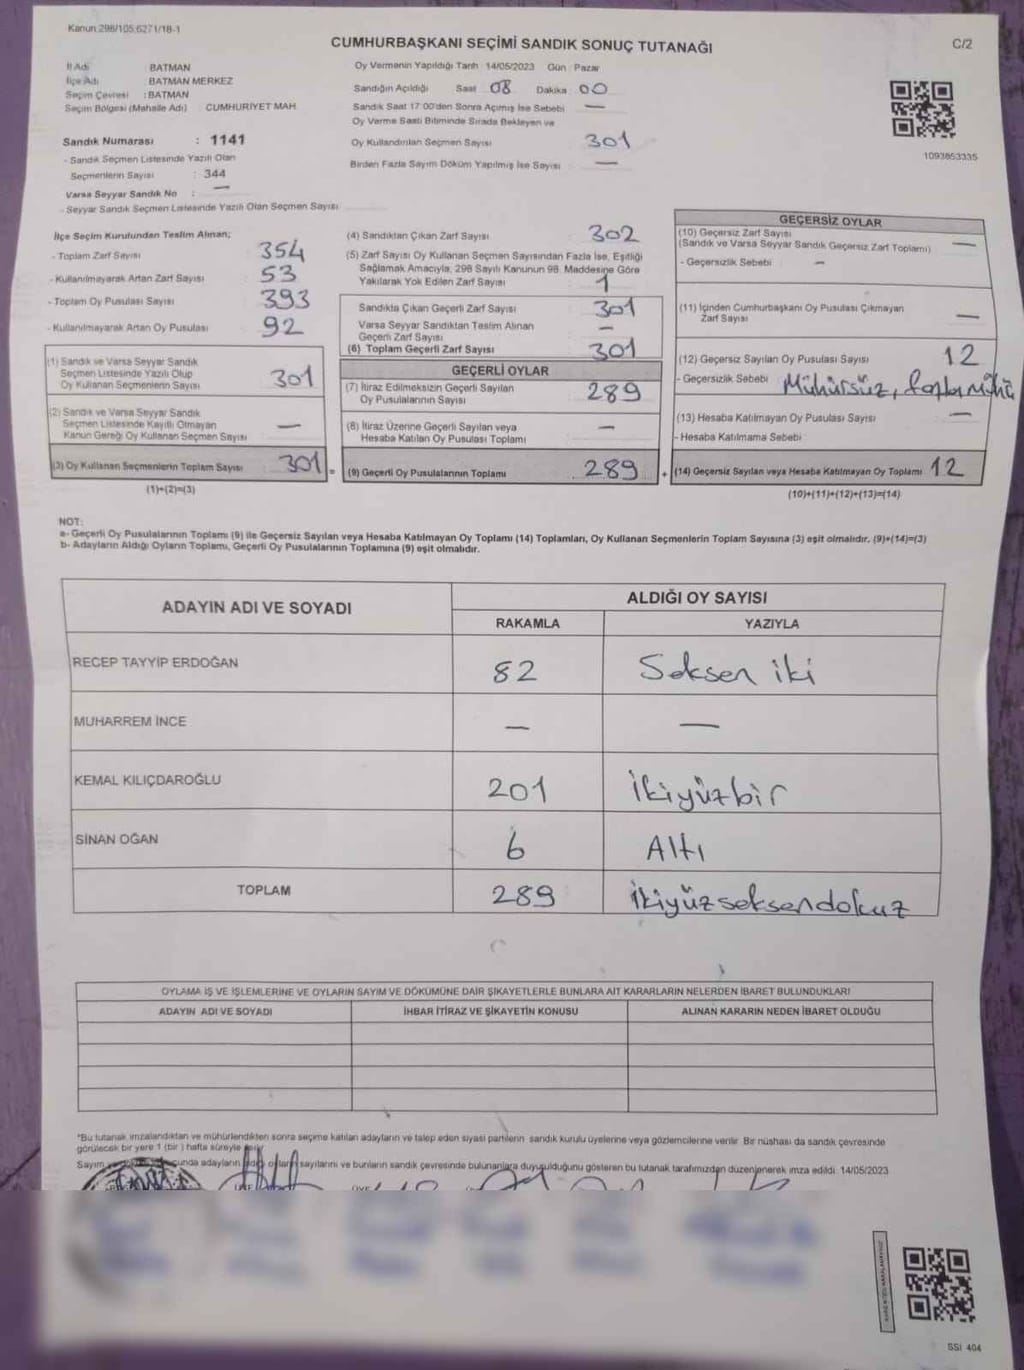 Kanun 298/105,6271/18-1
CUMHURBAŞKANI SEÇİMİ SANDIK SONUÇ TUTANAĞI
C/2
İl Adı : BATMAN
İlçe Adı : BATMAN MERKEZ
Seçim Çevresi : BATMAN
Seçim Bölgesi (Mahalle Adı) : CUMHURİYET MAH
Sandık Numarası : 1141
- Sandık Seçmen Listesinde Yazılı Olan
Seçmenlerin Sayısı : 344
Varsa Seyyar Sandık No : —
- Seyyar Sandık Seçmen Listesinde Yazılı Olan Seçmen Sayısı
Oy Vermenin Yapıldığı Tarih 14/05/2023 Gün : Pazar
Sandığın Açıldığı Saat 08 Dakika : 00
Sandık Saat 17:00'den Sonra Açılmış İse Sebebi —
Oy Verme Saati Bitiminde Sırada Bekleyen ve
Oy Kullandırılan Seçmen Sayısı 301
Birden Fazla Sayım Döküm Yapılmış İse Sayısı —
1093853335
İlçe Seçim Kurulundan Teslim Alınan;
- Toplam Zarf Sayısı 354
- Kullanılmayarak Artan Zarf Sayısı 53
- Toplam Oy Pusulası Sayısı 393
- Kullanılmayarak Artan Oy Pusulası 92
(1) Sandık ve Varsa Seyyar Sandık
Seçmen Listesinde Yazılı Olup
Oy Kullanan Seçmenlerin Sayısı 301
(2) Sandık ve Varsa Seyyar Sandık
Seçmen Listesinde Kayıtlı Olmayan
Kanun Gereği Oy Kullanan Seçmen Sayısı —
(3) Oy Kullanan Seçmenlerin Toplam Sayısı 301
(1)+(2)=(3)
(4) Sandıktan Çıkan Zarf Sayısı 302
(5) Zarf Sayısı Oy Kullanan Seçmen Sayısından Fazla İse, Eşitliği
Sağlamak Amacıyla, 298 Sayılı Kanunun 98. Maddesine Göre
Yakılarak Yok Edilen Zarf Sayısı 1
Sandıkta Çıkan Geçerli Zarf Sayısı 301
Varsa Seyyar Sandıktan Teslim Alınan
Geçerli Zarf Sayısı —
(6) Toplam Geçerli Zarf Sayısı 301
GEÇERLİ OYLAR
(7) İtiraz Edilmeksizin Geçerli Sayılan
Oy Pusulalarının Sayısı 289
(8) İtiraz Üzerine Geçerli Sayılan veya
Hesaba Katılan Oy Pusulası Toplamı —
(9) Geçerli Oy Pusulalarının Toplamı 289
GEÇERSİZ OYLAR
(10) Geçersiz Zarf Sayısı
(Sandık ve Varsa Seyyar Sandık Geçersiz Zarf Toplamı) —
- Geçersizlik Sebebi : —
(11) İçinden Cumhurbaşkanı Oy Pusulası Çıkmayan
Zarf Sayısı —
(12) Geçersiz Sayılan Oy Pusulası Sayısı 12
- Geçersizlik Sebebi Mühürsüz, fazla mühür
(13) Hesaba Katılmayan Oy Pusulası Sayısı —
- Hesaba Katılmama Sebebi
+ (14) Geçersiz Sayılan veya Hesaba Katılmayan Oy Toplamı 12
(10)+(11)+(12)+(13)=(14)
NOT:
a- Geçerli Oy Pusulalarının Toplamı (9) ile Geçersiz Sayılan veya Hesaba Katılmayan Oy Toplamı (14) Toplamları, Oy Kullanan Seçmenlerin Toplam Sayısına (3) eşit olmalıdır. (9)+(14)=(3)
b- Adayların Aldığı Oyların Toplamı, Geçerli Oy Pusulalarının Toplamına (9) eşit olmalıdır.
ADAYIN ADI VE SOYADI
ALDIĞI OY SAYISI
RAKAMLA YAZIYLA
RECEP TAYYİP ERDOĞAN 82 Seksen iki
MUHARREM İNCE — —
KEMAL KILIÇDAROĞLU 201 İkiyüzbir
SİNAN OĞAN 6 Altı
TOPLAM 289 İkiyüzseksendokuz
OYLAMA İŞ VE İŞLEMLERİNE VE OYLARIN SAYIM VE DÖKÜMÜNE DAİR ŞİKAYETLERLE BUNLARA AİT KARARLARIN NELERDEN İBARET BULUNDUKLARI
ADAYIN ADI VE SOYADI İHBAR İTİRAZ VE ŞİKAYETİN KONUSU ALINAN KARARIN NEDEN İBARET OLDUĞU
*Bu tutanak, imzalandıktan ve mühürlendikten sonra seçime katılan adayların ve talep eden siyasi partilerin sandık kurulu üyelerine veya gözlemcilerine verilir. Bir nüshası da sandık çevresinde
görülecek bir yere 1 (bir) hafta süreyle asılır.
Sayım adayların aldığı oyların sayılarını ve bunların sandık çevresinde bulunanlara duyurulduğunu gösteren bu tutanak tarafımızdan düzenlenerek imza edildi. 14/05/2023
SSİ 404